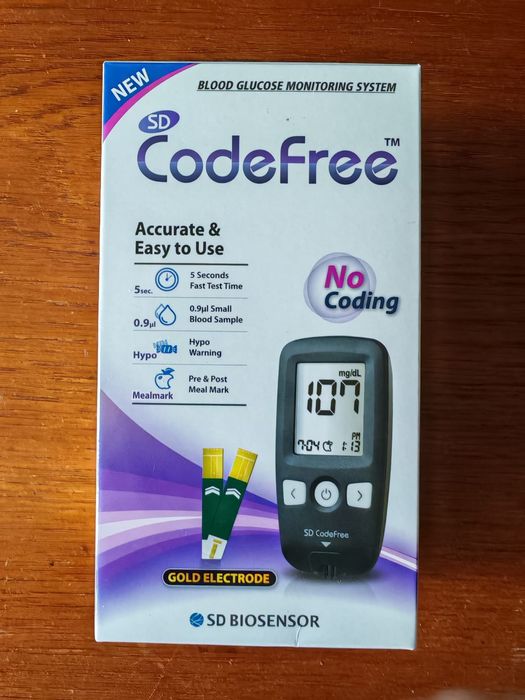 NEW
BLOOD GLUCOSE MONITORING SYSTEM
SD
CodeFree™
Accurate &
Easy to Use
5sec.
5 Seconds
Fast Test Time
0.9µl
0.9µl Small
Blood Sample
Hypo
Hypo
Warning
Mealmark
Pre & Post
Meal Mark
No
Coding
mg/dL
107
PM
7-04 1:13
SD CodeFree
GOLD ELECTRODE
SD BIOSENSOR